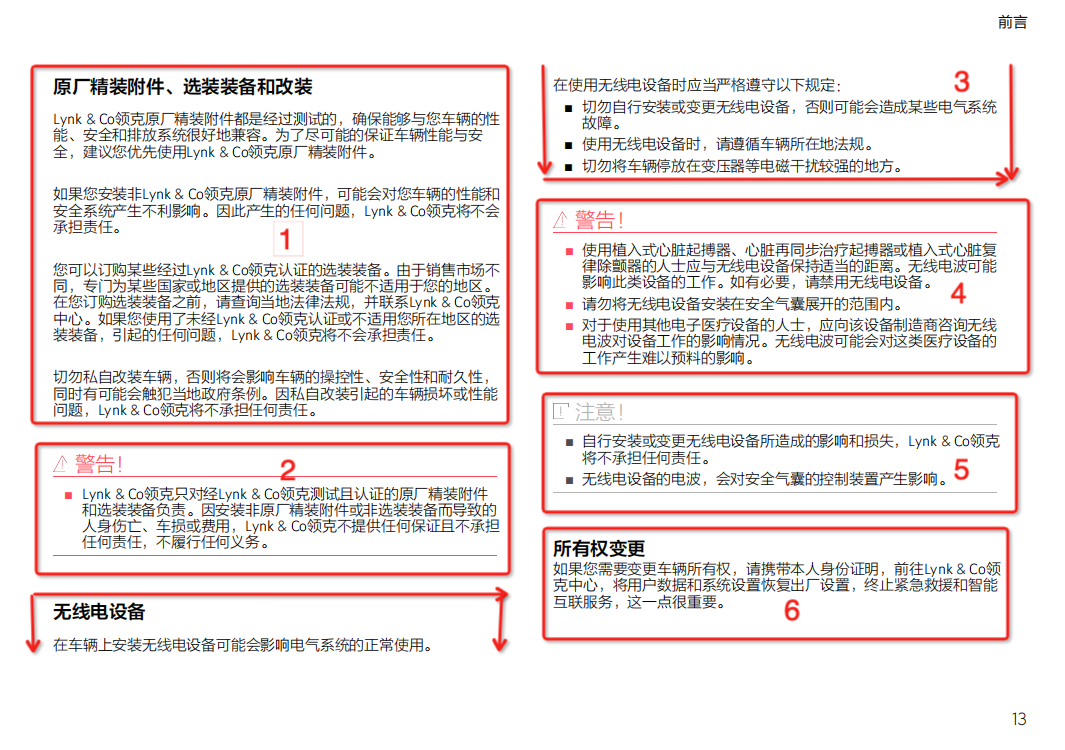 前言
原厂精装附件、选装装备和改装
Lynk & Co领克原厂精装附件都是经过测试的，确保能够与您车辆的性
能、安全和排放系统很好地兼容。为了尽可能的保证车辆性能与安
全，建议您优先使用Lynk & Co领克原厂精装附件。
如果您安装非Lynk & Co领克原厂精装附件，可能会对您车辆的性能和
安全系统产生不利影响。因此产生的任何问题，Lynk & Co领克将不会
承担责任。
1
您可以订购某些经过Lynk & Co领克认证的选装装备。由于销售市场不
同，专门为某些国家或地区提供的选装装备可能不适用于您的地区。
在您订购选装装备之前，请查询当地法律法规，并联系Lynk & Co领克
中心。如果您使用了未经Lynk & Co领克认证或不适用您所在地区的选
装装备，引起的任何问题，Lynk & Co领克将不会承担责任。
切勿私自改装车辆，否则将会影响车辆的操控性、安全性和耐久性，
同时有可能会触犯当地政府条例。因私自改装引起的车辆损坏或性能
问题，Lynk & Co领克将不承担任何责任。
警告！
2
■ Lynk & Co领克只对经Lynk & Co领克测试且认证的原厂精装附件
和选装装备负责。因安装非原厂精装附件或非选装装备而导致的
人身伤亡、车损或费用，Lynk & Co领克不提供任何保证且不承担
任何责任，不履行任何义务。
无线电设备
在车辆上安装无线电设备可能会影响电气系统的正常使用。
在使用无线电设备时应当严格遵守以下规定：
3
■ 切勿自行安装或变更无线电设备，否则可能会造成某些电气系统
故障。
■ 使用无线电设备时，请遵循车辆所在地法规。
■ 切勿将车辆停放在变压器等电磁干扰较强的地方。
警告！
■ 使用植入式心脏起搏器、心脏再同步治疗起搏器或植入式心脏复
律除颤器的人士应与无线电设备保持适当的距离。无线电波可能
影响此类设备的工作。如有必要，请禁用无线电设备。
4
■ 请勿将无线电设备安装在安全气囊展开的范围内。
■ 对于使用其他电子医疗设备的人士，应向该设备制造商咨询无线
电波对设备工作的影响情况。无线电波可能会对这类医疗设备的
工作产生难以预料的影响。
注意！
■ 自行安装或变更无线电设备所造成的影响和损失，Lynk & Co领克
将不承担任何责任。
■ 无线电设备的电波，会对安全气囊的控制装置产生影响。
5
所有权变更
如果您需要变更车辆所有权，请携带本人身份证明，前往Lynk & Co领
克中心，将用户数据和系统设置恢复出厂设置，终止紧急救援和智能
互联服务，这一点很重要。
6
13